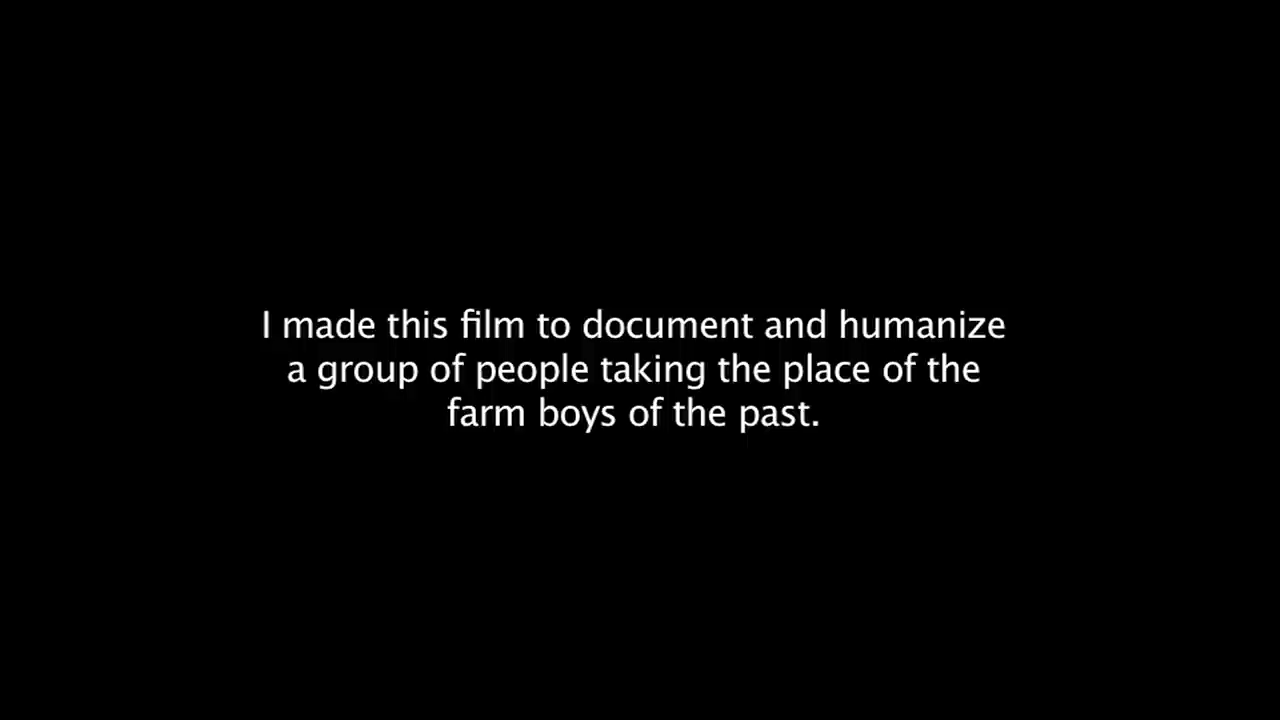 I made this film to document and humanize
a group of people taking the place of the
farm boys of the past.